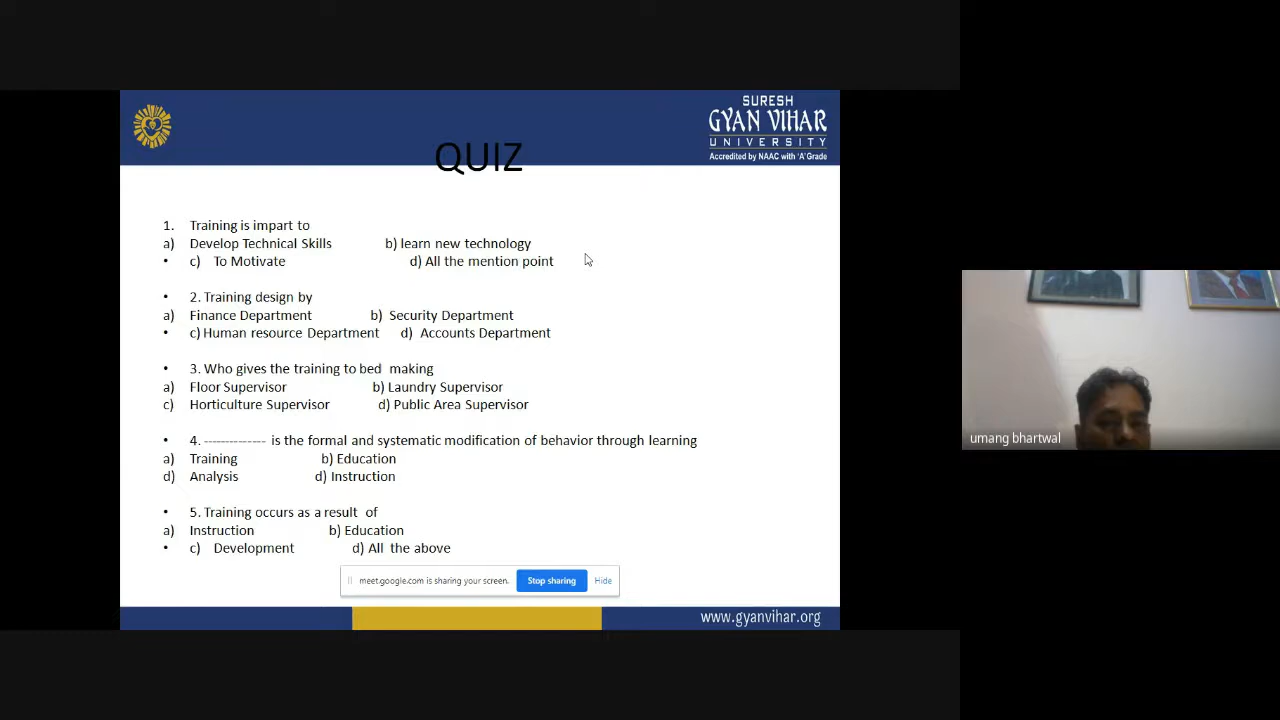 SURESH
GYAN VIHAR
UNIVERSITY
Accredited by NAAC with 'A' Grade
QUIZ
1. Training is impart to
a) Develop Technical Skills b) learn new technology
• c) To Motivate d) All the mention point
• 2. Training design by
a) Finance Department b) Security Department
• c) Human resource Department d) Accounts Department
• 3. Who gives the training to bed making
a) Floor Supervisor b) Laundry Supervisor
c) Horticulture Supervisor d) Public Area Supervisor
• 4. -------------- is the formal and systematic modification of behavior through learning
a) Training b) Education
d) Analysis d) Instruction
• 5. Training occurs as a result of
a) Instruction b) Education
• c) Development d) All the above
meet.google.com is sharing your screen. Stop sharing Hide
www.gyanvihar.org
umang bhartwal